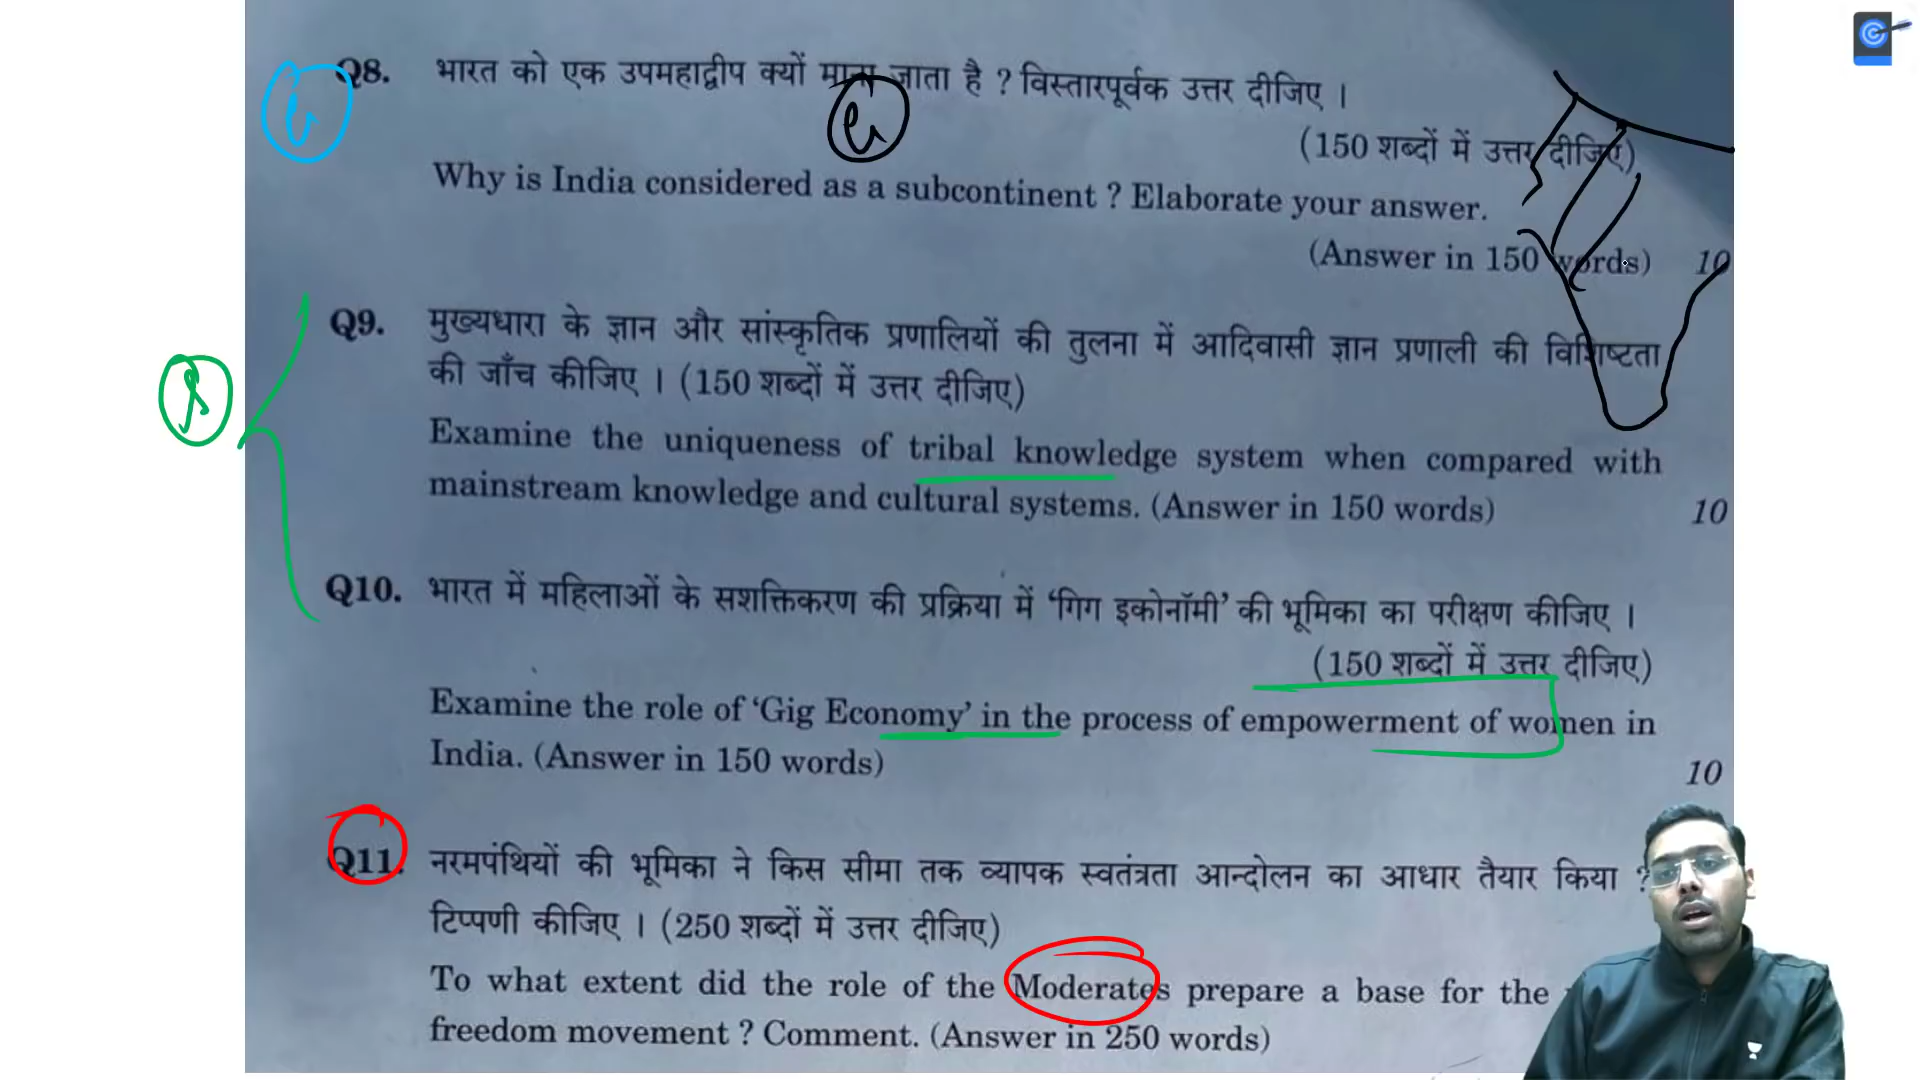 Q8. भारत को एक उपमहाद्वीप क्यों माना जाता है ? विस्तारपूर्वक उत्तर दीजिए ।
(150 शब्दों में उत्तर दीजिए)
Why is India considered as a subcontinent ? Elaborate your answer.
(Answer in 150 words) 10
Q9. मुख्यधारा के ज्ञान और सांस्कृतिक प्रणालियों की तुलना में आदिवासी ज्ञान प्रणाली की विशिष्टता
की जाँच कीजिए । (150 शब्दों में उत्तर दीजिए)
Examine the uniqueness of tribal knowledge system when compared with
mainstream knowledge and cultural systems. (Answer in 150 words) 10
Q10. भारत में महिलाओं के सशक्तिकरण की प्रक्रिया में ‘गिग इकोनॉमी’ की भूमिका का परीक्षण कीजिए ।
(150 शब्दों में उत्तर दीजिए)
Examine the role of ‘Gig Economy’ in the process of empowerment of women in
India. (Answer in 150 words) 10
Q11. नरमपंथियों की भूमिका ने किस सीमा तक व्यापक स्वतंत्रता आन्दोलन का आधार तैयार किया ?
टिप्पणी कीजिए । (250 शब्दों में उत्तर दीजिए)
To what extent did the role of the Moderates prepare a base for the
freedom movement ? Comment. (Answer in 250 words)